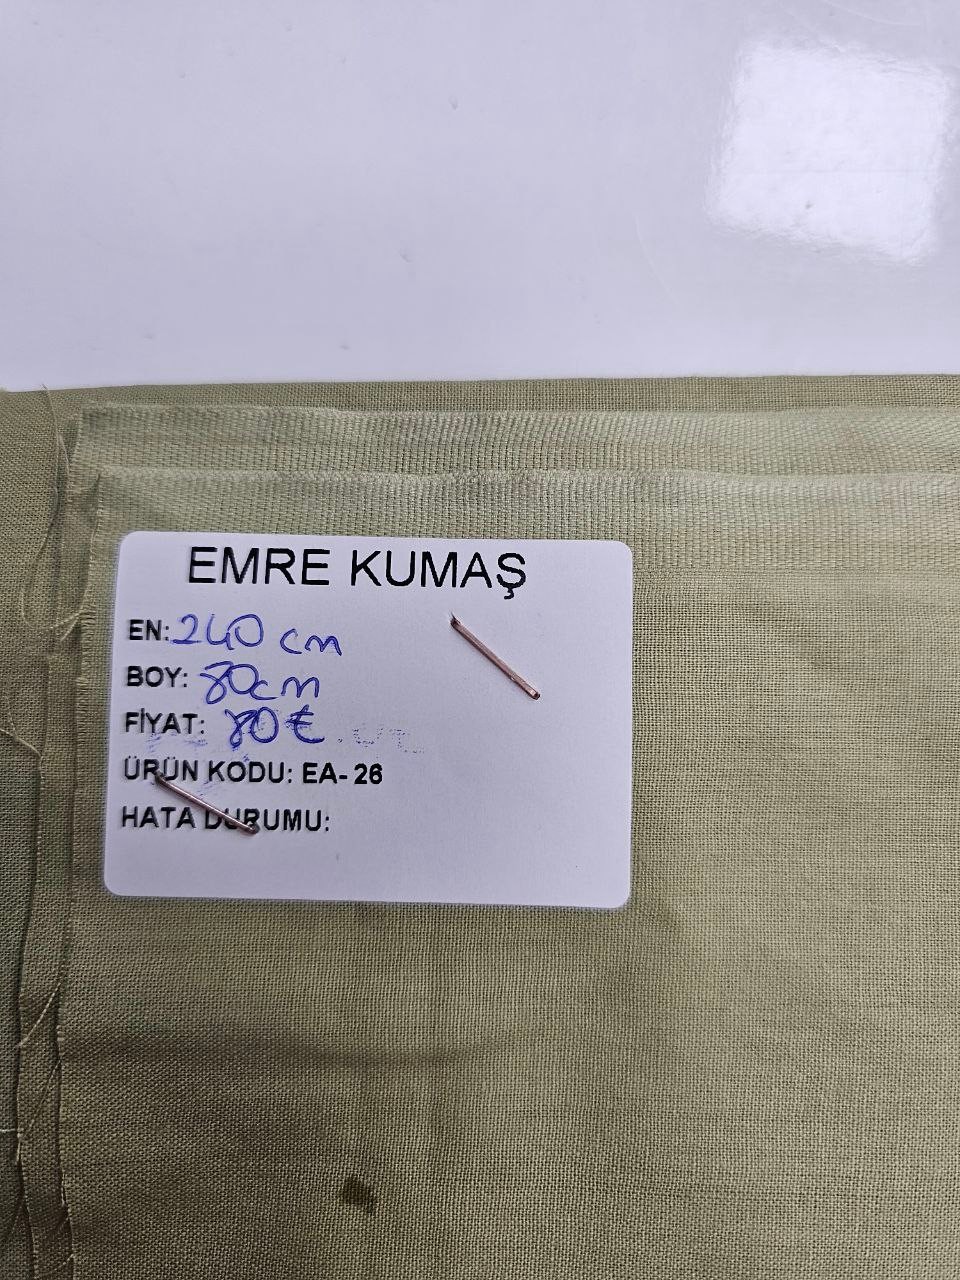 EMRE KUMAŞ
EN: 240 cm
BOY: 80cm
FİYAT: 80€
ÜRÜN KODU: EA- 26
HATA DURUMU: